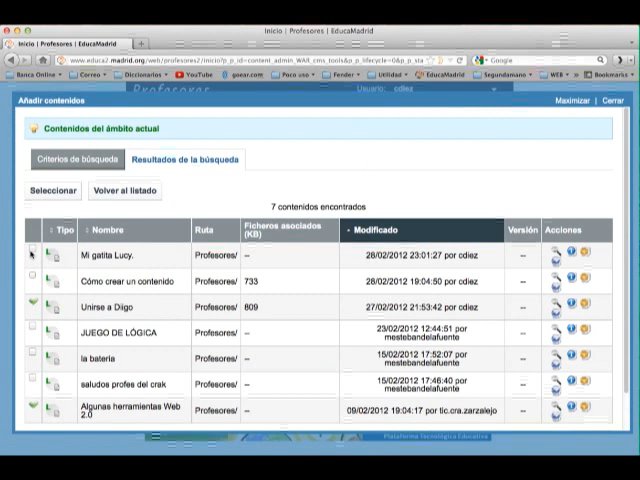 Inicio | Profesores | EducaMadrid
Inicio | Profesores | EducaMadrid
www.educa2.madrid.org/web/profesores2/inicio?p_p_id=content_admin_WAR_cms_tools&p_p_lifecycle=0&p_p_sta
Google
Banca Online Correo Diccionarios YouTube goear.com Poco uso Fender Utilidad EducaMadrid Segundamano WEB Bookmarks
Profesores Usuario: cdiez
Añadir contenidos Maximizar | Cerrar
Contenidos del ámbito actual
Criterios de búsqueda Resultados de la búsqueda
Seleccionar Volver al listado
7 contenidos encontrados
Tipo Nombre Ruta Ficheros asociados (KB) Modificado Versión Acciones
Mi gatita Lucy. Profesores/ -- 28/02/2012 23:01:27 por cdiez --
Cómo crear un contenido Profesores/ 733 28/02/2012 19:04:50 por cdiez --
Unirse a Diigo Profesores/ 609 27/02/2012 21:53:42 por cdiez --
JUEGO DE LÓGICA Profesores/ -- 23/02/2012 12:44:51 por mestebandelafuente --
la bateria Profesores/ -- 15/02/2012 17:52:07 por mestebandelafuente --
saludos profes del crak Profesores/ -- 15/02/2012 17:46:40 por mestebandelafuente --
Algunas herramientas Web 2.0 Profesores/ -- 09/02/2012 19:04:17 por tic.cra.zarzalejo --
Plataforma Tecnológica Educativa